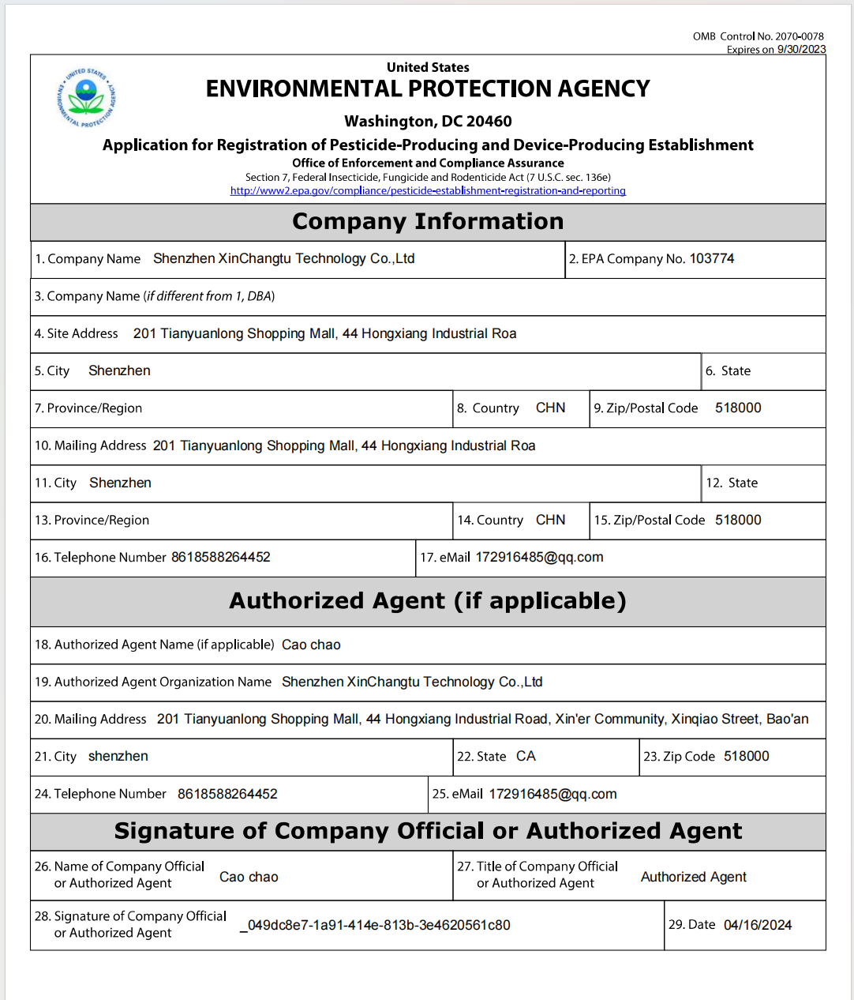 OMB Control No. 2070-0078
Expires on 9/30/2023
UNITED STATES ENVIRONMENTAL PROTECTION AGENCY
United States
ENVIRONMENTAL PROTECTION AGENCY
Washington, DC 20460
Application for Registration of Pesticide-Producing and Device-Producing Establishment
Office of Enforcement and Compliance Assurance
Section 7, Federal Insecticide, Fungicide and Rodenticide Act (7 U.S.C. sec. 136e)
http://www2.epa.gov/compliance/pesticide-establishment-registration-and-reporting
Company Information
1. Company Name Shenzhen XinChangtu Technology Co.,Ltd 2. EPA Company No. 103774
3. Company Name (if different from 1, DBA)
4. Site Address 201 Tianyuanlong Shopping Mall, 44 Hongxiang Industrial Roa
5. City Shenzhen 6. State
7. Province/Region 8. Country CHN 9. Zip/Postal Code 518000
10. Mailing Address 201 Tianyuanlong Shopping Mall, 44 Hongxiang Industrial Roa
11. City Shenzhen 12. State
13. Province/Region 14. Country CHN 15. Zip/Postal Code 518000
16. Telephone Number 8618588264452 17. eMail 172916485@qq.com
Authorized Agent (if applicable)
18. Authorized Agent Name (if applicable) Cao chao
19. Authorized Agent Organization Name Shenzhen XinChangtu Technology Co.,Ltd
20. Mailing Address 201 Tianyuanlong Shopping Mall, 44 Hongxiang Industrial Road, Xin'er Community, Xinqiao Street, Bao'an
21. City shenzhen 22. State CA 23. Zip Code 518000
24. Telephone Number 8618588264452 25. eMail 172916485@qq.com
Signature of Company Official or Authorized Agent
26. Name of Company Official or Authorized Agent Cao chao 27. Title of Company Official or Authorized Agent Authorized Agent
28. Signature of Company Official or Authorized Agent _049dc8e7-1a91-414e-813b-3e4620561c80 29. Date 04/16/2024